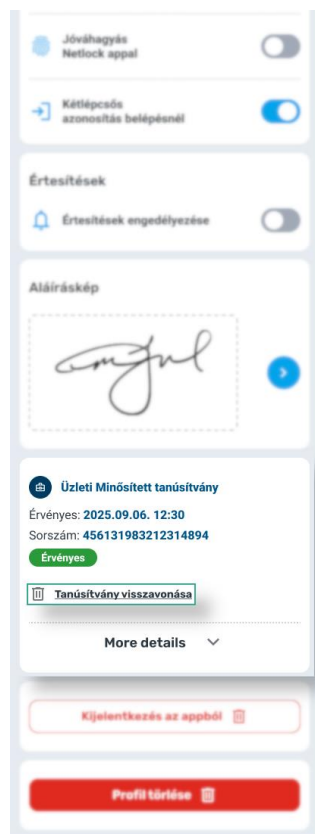 Jóváhagyás
Netlock appal
Kétlépcsős
azonosítás belépésnél
Értesítések
Értesítések engedélyezése
Aláíráskép
Üzleti Minősített tanúsítvány
Érvényes: 2025.09.06. 12:30
Sorszám: 456131983212314894
Érvényes
Tanúsítvány visszavonása
More details
Kijelentkezés az appból
Profil törlése